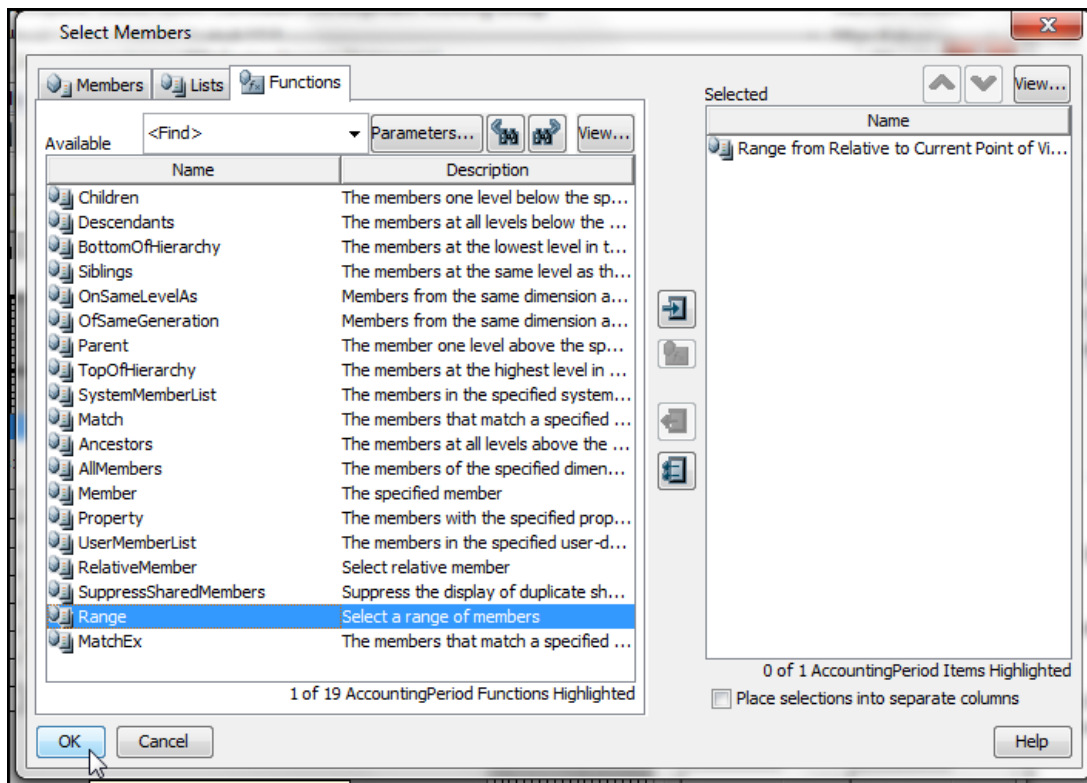 Select Members
Members Lists Functions
Available <Find> Parameters... View...
Name Description
Children The members one level below the sp...
Descendants The members at all levels below the ...
BottomOfHierarchy The members at the lowest level in t...
Siblings The members at the same level as th...
OnSameLevelAs Members from the same dimension a...
OfSameGeneration Members from the same dimension a...
Parent The member one level above the sp...
TopOfHierarchy The members at the highest level in ...
SystemMemberList The members in the specified system...
Match The members that match a specified ...
Ancestors The members at all levels above the ...
AllMembers The members of the specified dimen...
Member The specified member
Property The members with the specified prop...
UserMemberList The members in the specified user-d...
RelativeMember Select relative member
SuppressSharedMembers Suppress the display of duplicate sh...
Range Select a range of members
MatchEx The members that match a specified ...
1 of 19 AccountingPeriod Functions Highlighted
Selected View...
Name
Range from Relative to Current Point of Vi...
0 of 1 AccountingPeriod Items Highlighted
Place selections into separate columns
OK Cancel Help